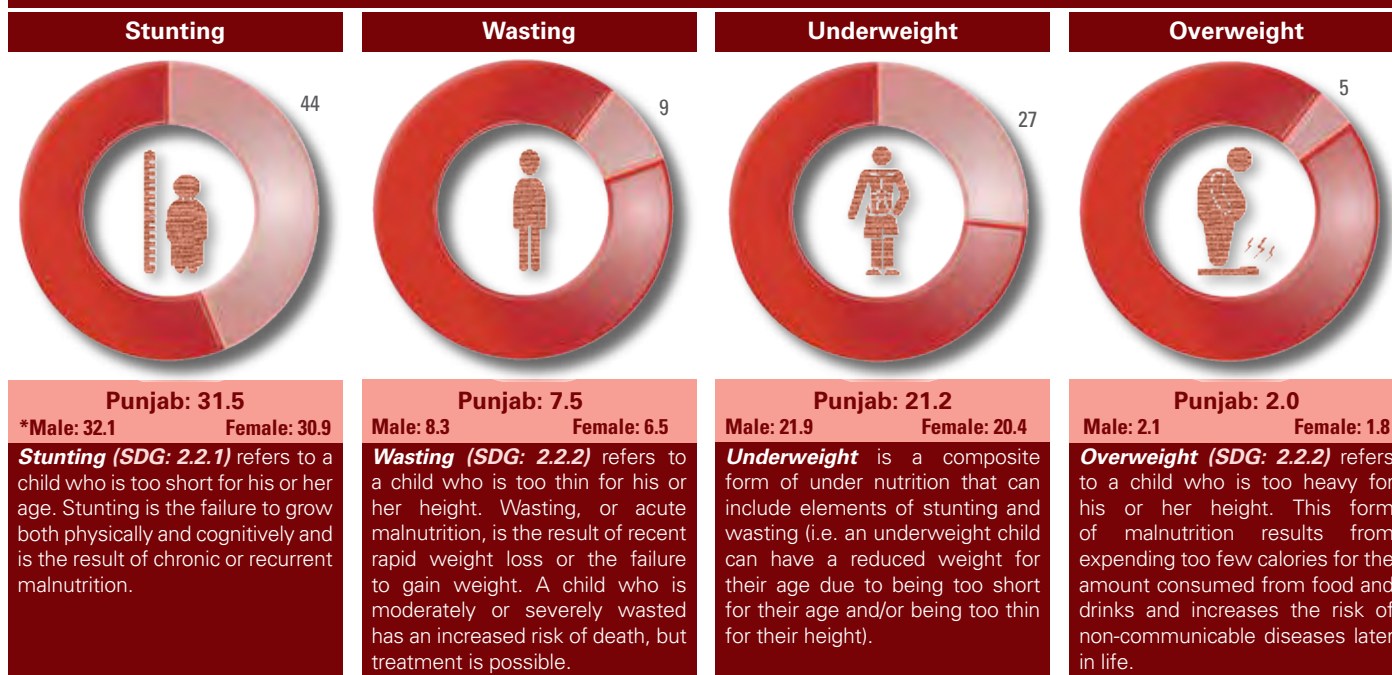 Stunting
44
Punjab: 31.5
*Male: 32.1 Female: 30.9
Stunting (SDG: 2.2.1) refers to a
child who is too short for his or her
age. Stunting is the failure to grow
both physically and cognitively and
is the result of chronic or recurrent
malnutrition.
Wasting
9
Punjab: 7.5
Male: 8.3 Female: 6.5
Wasting (SDG: 2.2.2) refers to
a child who is too thin for his or
her height. Wasting, or acute
malnutrition, is the result of recent
rapid weight loss or the failure
to gain weight. A child who is
moderately or severely wasted
has an increased risk of death, but
treatment is possible.
Underweight
27
Punjab: 21.2
Male: 21.9 Female: 20.4
Underweight is a composite
form of under nutrition that can
include elements of stunting and
wasting (i.e. an underweight child
can have a reduced weight for
their age due to being too short
for their age and/or being too thin
for their height).
Overweight
5
Punjab: 2.0
Male: 2.1 Female: 1.8
Overweight (SDG: 2.2.2) refers
to a child who is too heavy for
his or her height. This form
of malnutrition results from
expending too few calories for the
amount consumed from food and
drinks and increases the risk of
non-communicable diseases later
in life.